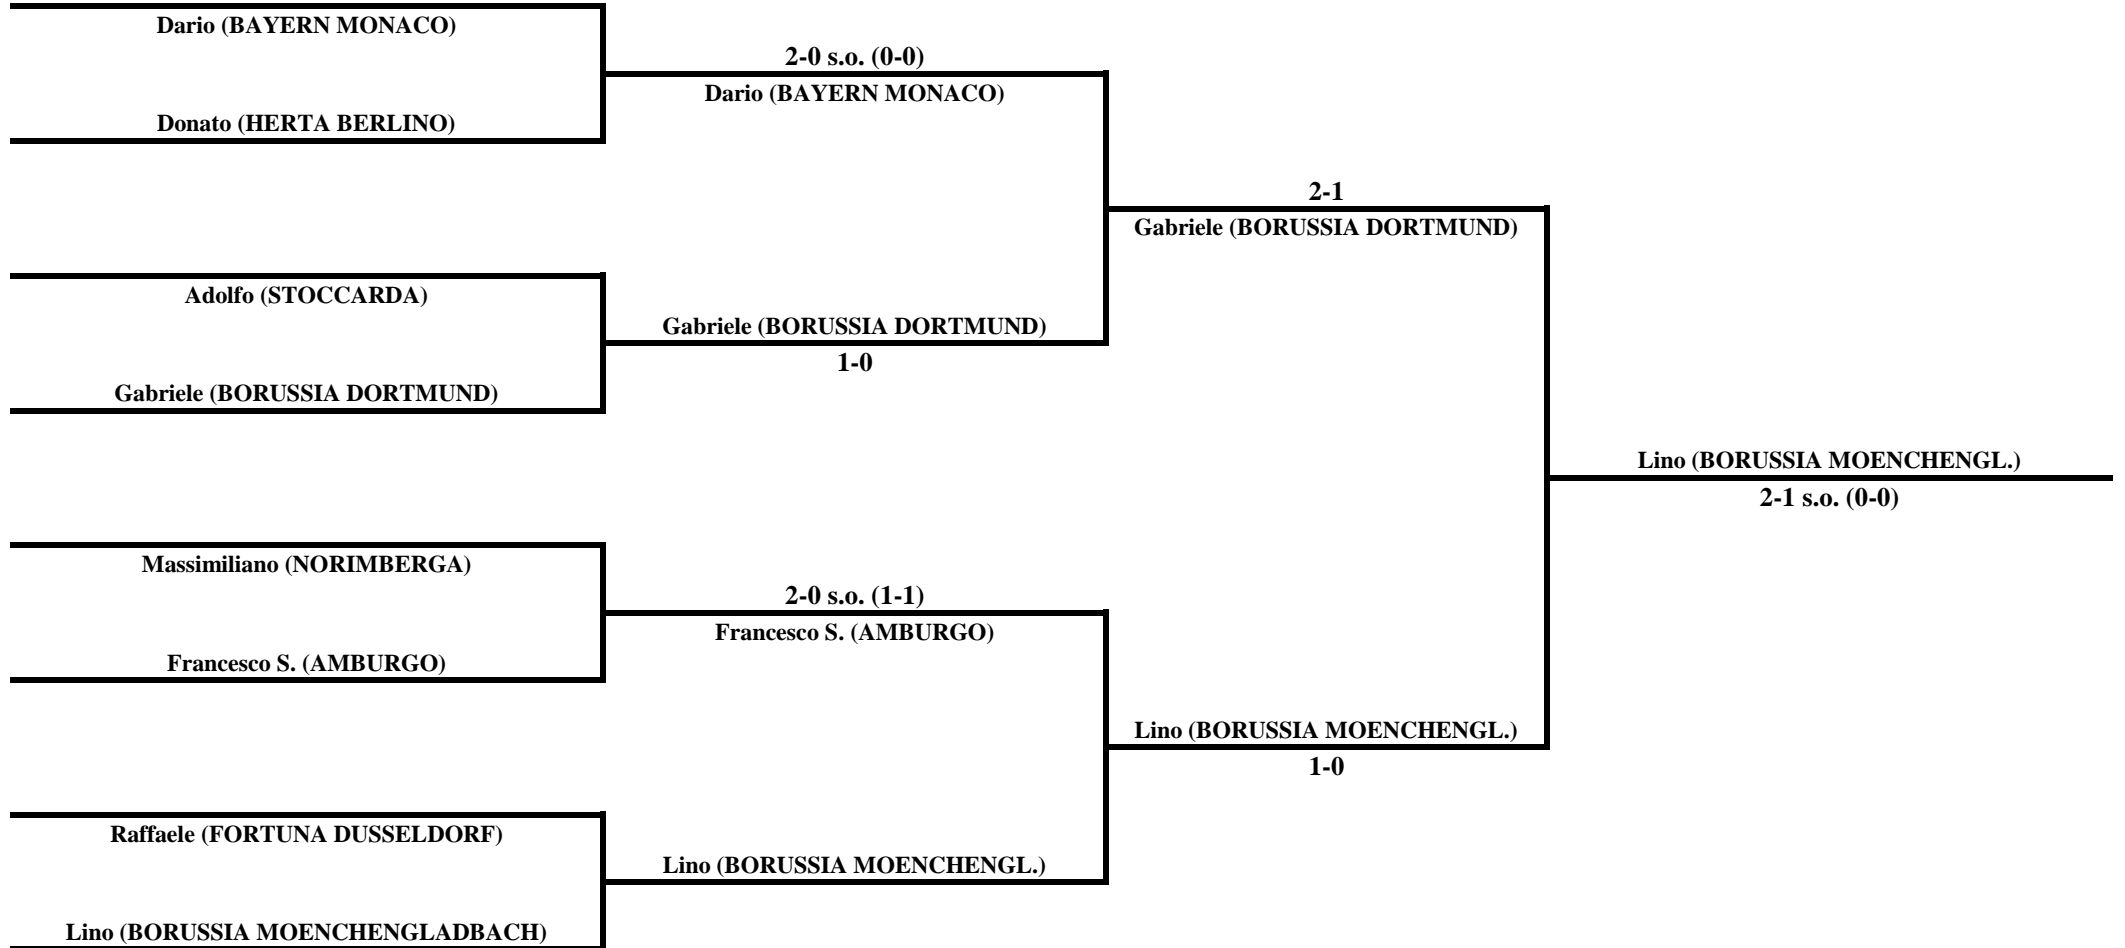 Dario (BAYERN MONACO)
2-0 s.o. (0-0)
Dario (BAYERN MONACO)
Donato (HERTA BERLINO)
2-1
Gabriele (BORUSSIA DORTMUND)
Adolfo (STOCCARDA)
Gabriele (BORUSSIA DORTMUND)
1-0
Gabriele (BORUSSIA DORTMUND)
Lino (BORUSSIA MOENCHENGL.)
2-1 s.o. (0-0)
Massimiliano (NORIMBERGA)
2-0 s.o. (1-1)
Francesco S. (AMBURGO)
Francesco S. (AMBURGO)
Lino (BORUSSIA MOENCHENGL.)
1-0
Raffaele (FORTUNA DUSSELDORF)
Lino (BORUSSIA MOENCHENGL.)
Lino (BORUSSIA MOENCHENGLADBACH)